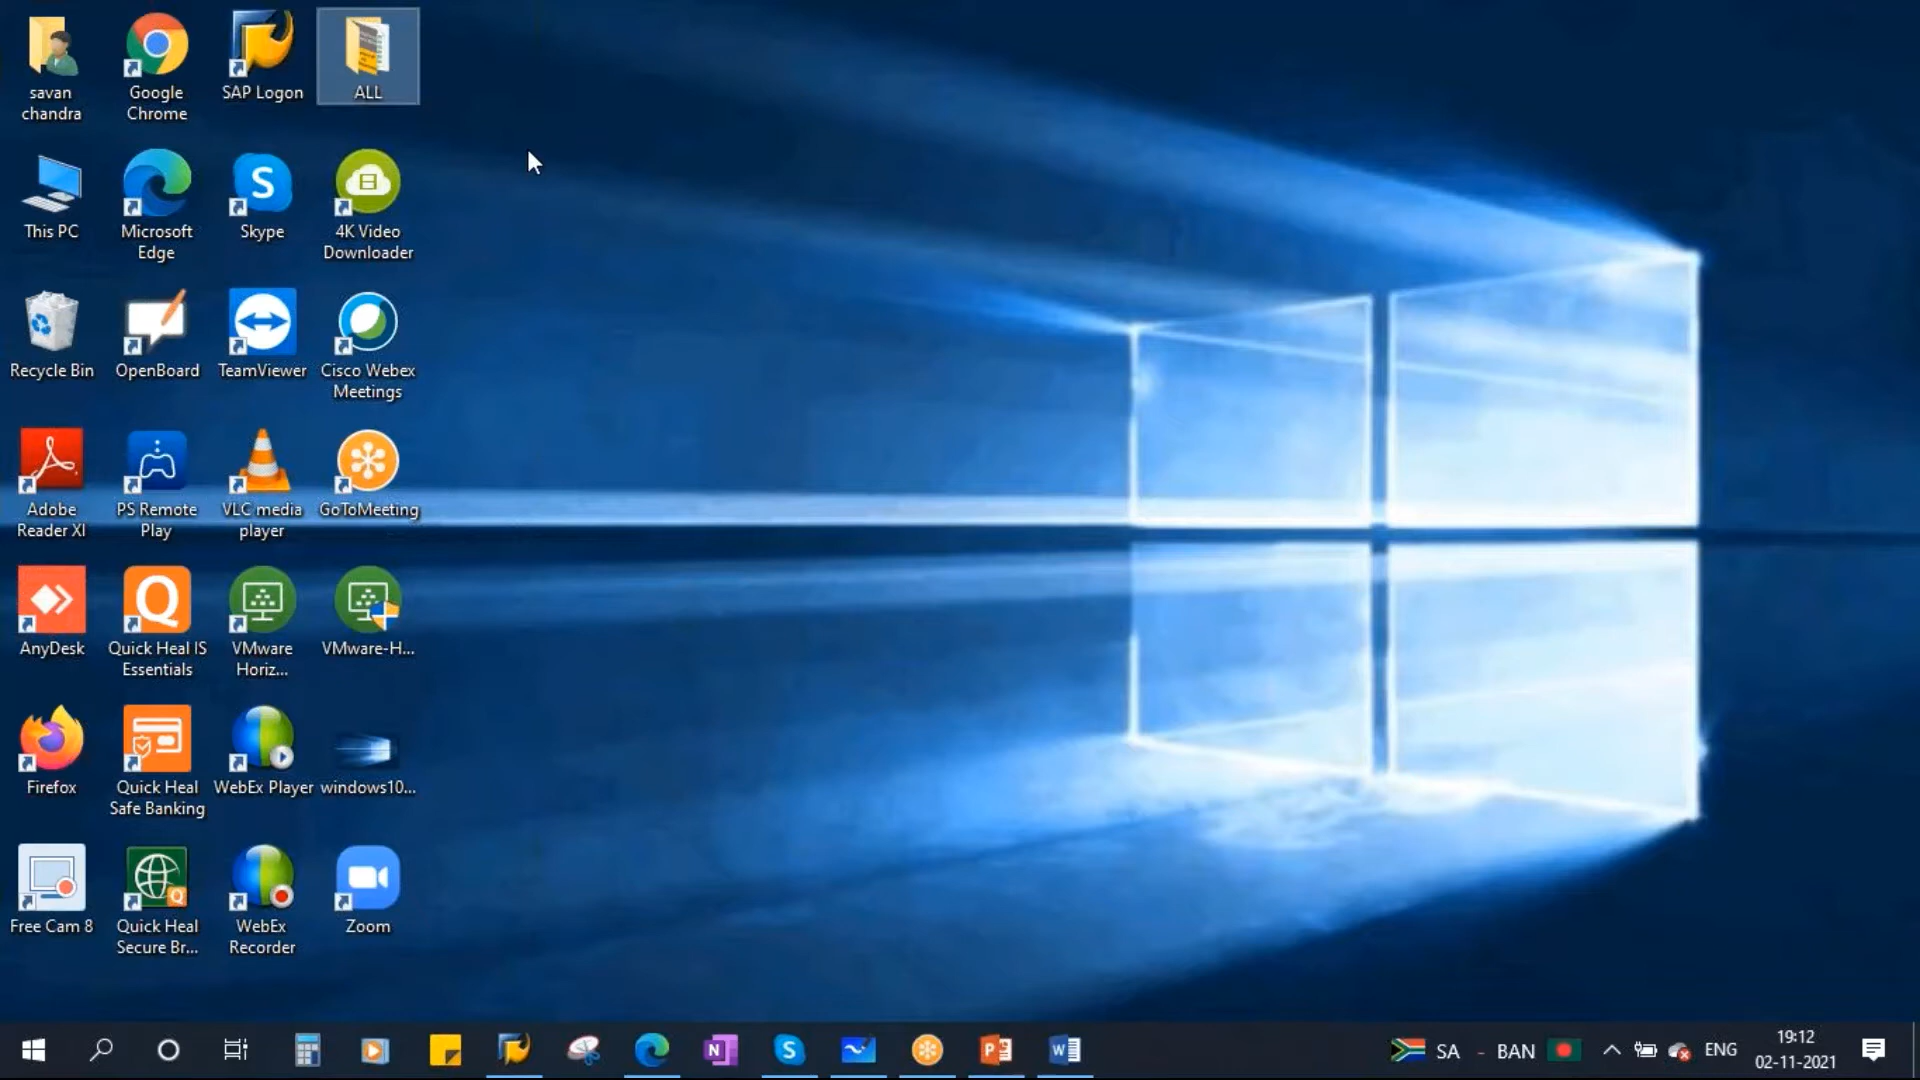 savan
chandra
Google
Chrome
SAP Logon
ALL
This PC
Microsoft
Edge
Skype
4K Video
Downloader
Recycle Bin
OpenBoard
TeamViewer
Cisco Webex
Meetings
Adobe
Reader XI
PS Remote
Play
VLC media
player
GoToMeeting
AnyDesk
Quick Heal IS
Essentials
VMware
Horiz...
VMware-H...
Firefox
Quick Heal
Safe Banking
WebEx Player
windows10...
Free Cam 8
Quick Heal
Secure Br...
WebEx
Recorder
Zoom
SA - BAN
ENG
19:12
02-11-2021